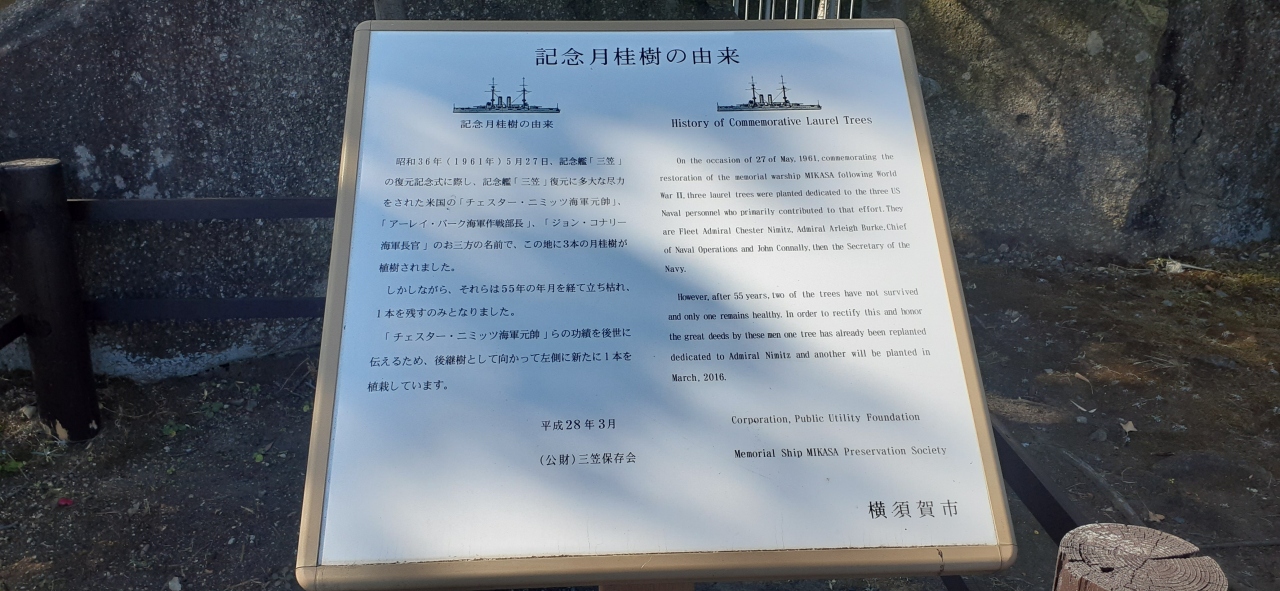 記念月桂樹の由来
記念月桂樹の由来
昭和36年(1961年)5月27日、記念艦「三笠」
の復元記念式に際し、記念艦「三笠」復元に多大な尽力
をされた米国の「チェスター・ニミッツ海軍元帥」、
「アーレイ・バーク海軍作戦部長」、「ジョン・コナリー
海軍長官」のお三方の名前で、この地に3本の月桂樹が
植樹されました。
しかしながら、それらは55年の年月を経て立ち枯れ、
1本を残すのみとなりました。
「チェスター・ニミッツ海軍元帥」らの功績を後世に
伝えるため、後継樹として向かって左側に新たに1本を
植栽しています。
平成28年3月
(公財)三笠保存会
History of Commemorative Laurel Trees
On the occasion of 27 of May, 1961, commemorating the
restoration of the memorial warship MIKASA following World
War II, three laurel trees were planted dedicated to the three US
Naval personnel who primarily contributed to that effort. They
are Fleet Admiral Chester Nimitz, Admiral Arleigh Burke, Chief
of Naval Operations and John Connally, then the Secretary of the
Navy.
However, after 55 years, two of the trees have not survived
and only one remains healthy. In order to rectify this and honor
the great deeds by these men one tree has already been replanted
dedicated to Admiral Nimitz and another will be planted in
March, 2016.
Corporation, Public Utility Foundation
Memorial Ship MIKASA Preservation Society
横須賀市